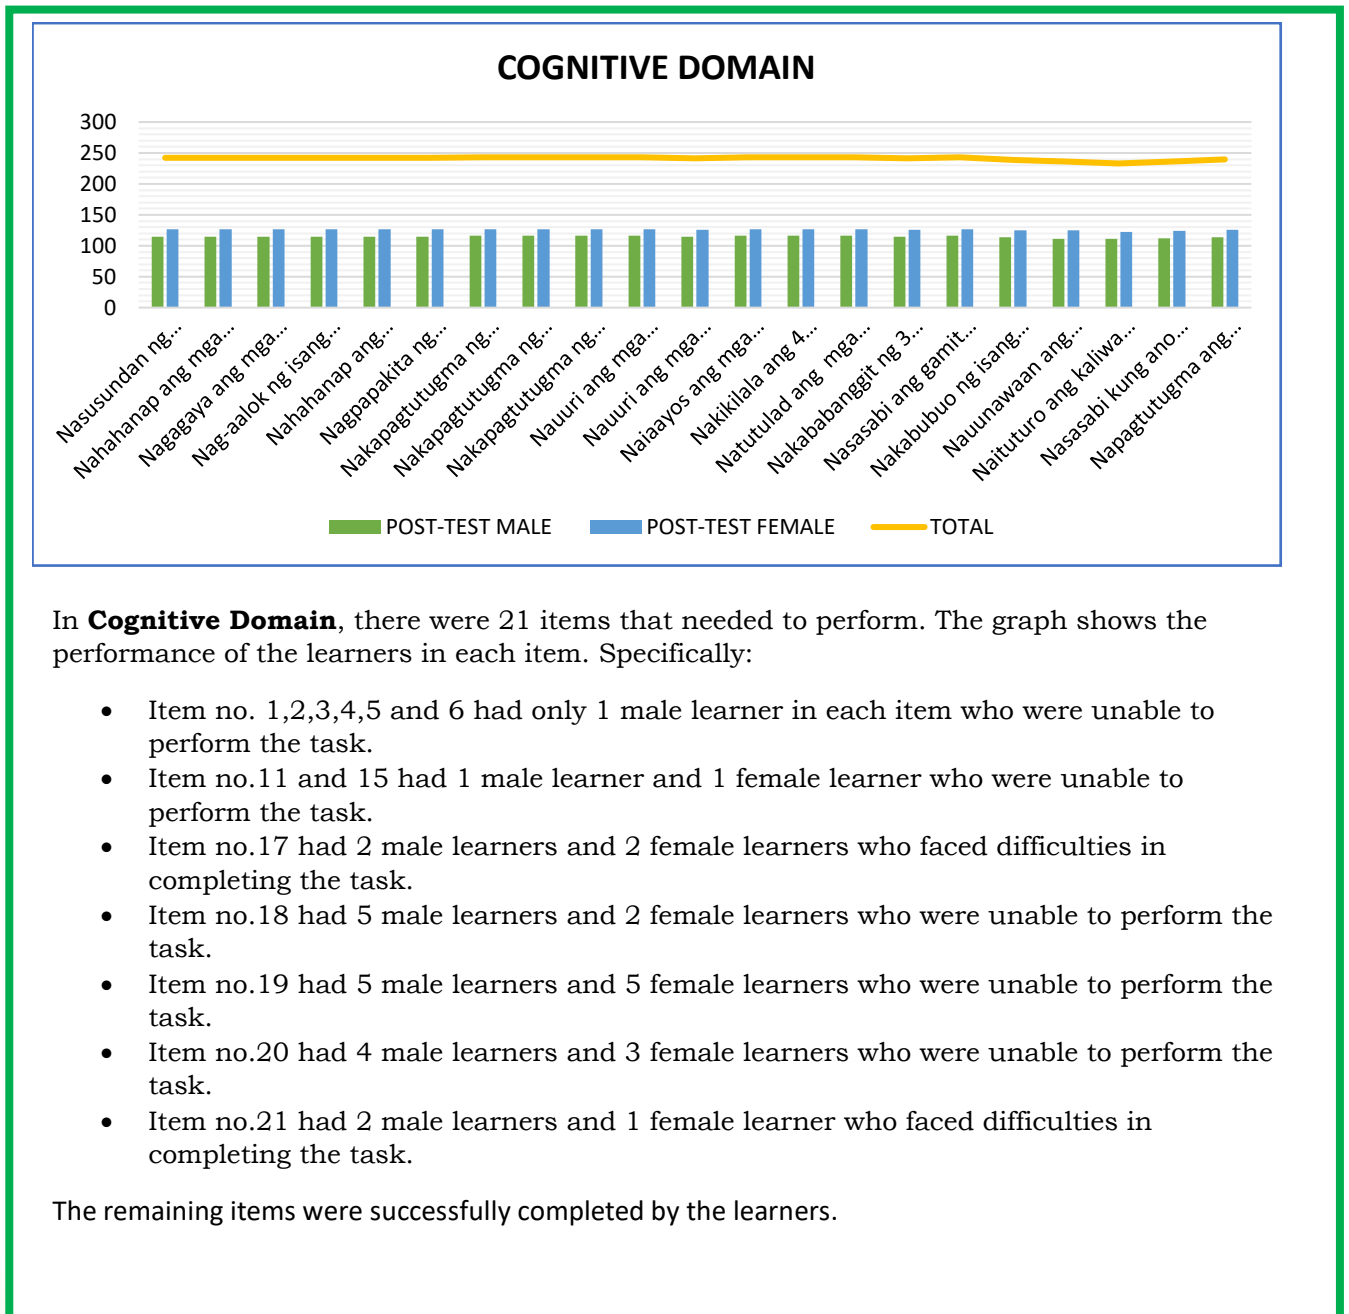 COGNITIVE DOMAIN
300
250
200
150
100
50
0
Nasusundan ng...
Nahahanap ang mga...
Nagagaya ang mga...
Nag-aalok ng isang...
Nahahanap ang...
Nagpapakita ng...
Nakapagtutugma ng...
Nakapagtutugma ng...
Nakapagtutugma ng...
Nauuri ang mga...
Nauuri ang mga...
Naiaayos ang mga...
Nakikilala ang 4...
Natutulad ang mga...
Nakababanggit ng 3...
Nasasabi ang gamit...
Nakabubuo ng isang...
Nauunawaan ang...
Naituturo ang kaliwa...
Nasasabi kung ano...
Napagtutugma ang...
POST-TEST MALE POST-TEST FEMALE TOTAL
In Cognitive Domain, there were 21 items that needed to perform. The graph shows the
performance of the learners in each item. Specifically:
• Item no. 1,2,3,4,5 and 6 had only 1 male learner in each item who were unable to
perform the task.
• Item no.11 and 15 had 1 male learner and 1 female learner who were unable to
perform the task.
• Item no.17 had 2 male learners and 2 female learners who faced difficulties in
completing the task.
• Item no.18 had 5 male learners and 2 female learners who were unable to perform the
task.
• Item no.19 had 5 male learners and 5 female learners who were unable to perform the
task.
• Item no.20 had 4 male learners and 3 female learners who were unable to perform the
task.
• Item no.21 had 2 male learners and 1 female learner who faced difficulties in
completing the task.
The remaining items were successfully completed by the learners.